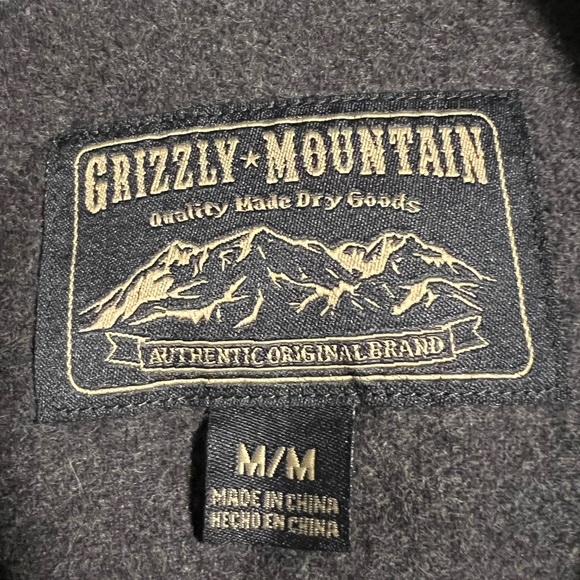 GRIZZLY★MOUNTAIN
Quality Made Dry Goods
AUTHENTIC ORIGINAL BRAND
M/M
MADE IN CHINA
HECHO EN CHINA